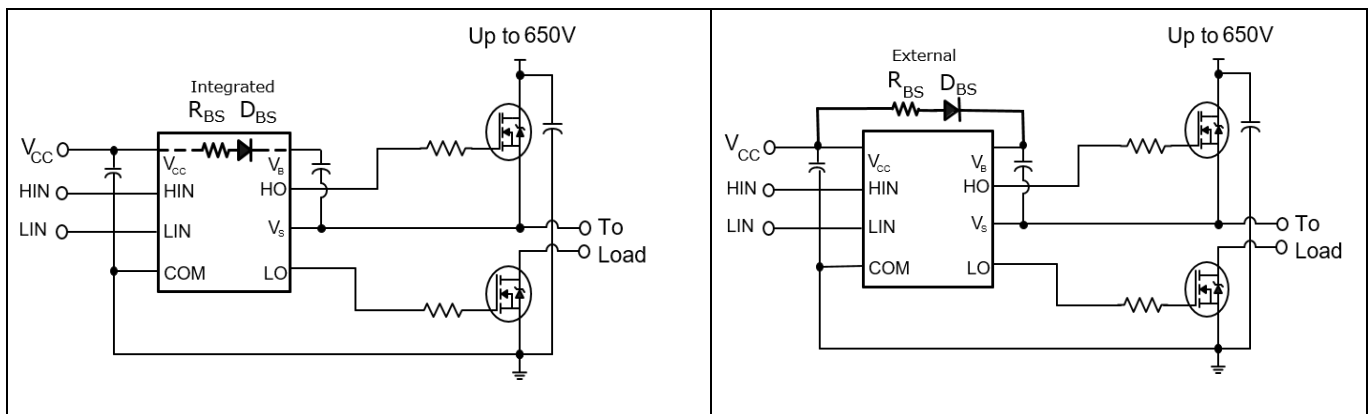 Up to 650V
Integrated
RBS DBS
VCC
VCC
VB
HIN
HIN
HO
LIN
LIN
VS
To
Load
COM
LO
Up to 650V
External
RBS DBS
VCC
VCC
VB
HIN
HIN
HO
LIN
LIN
VS
To
Load
COM
LO